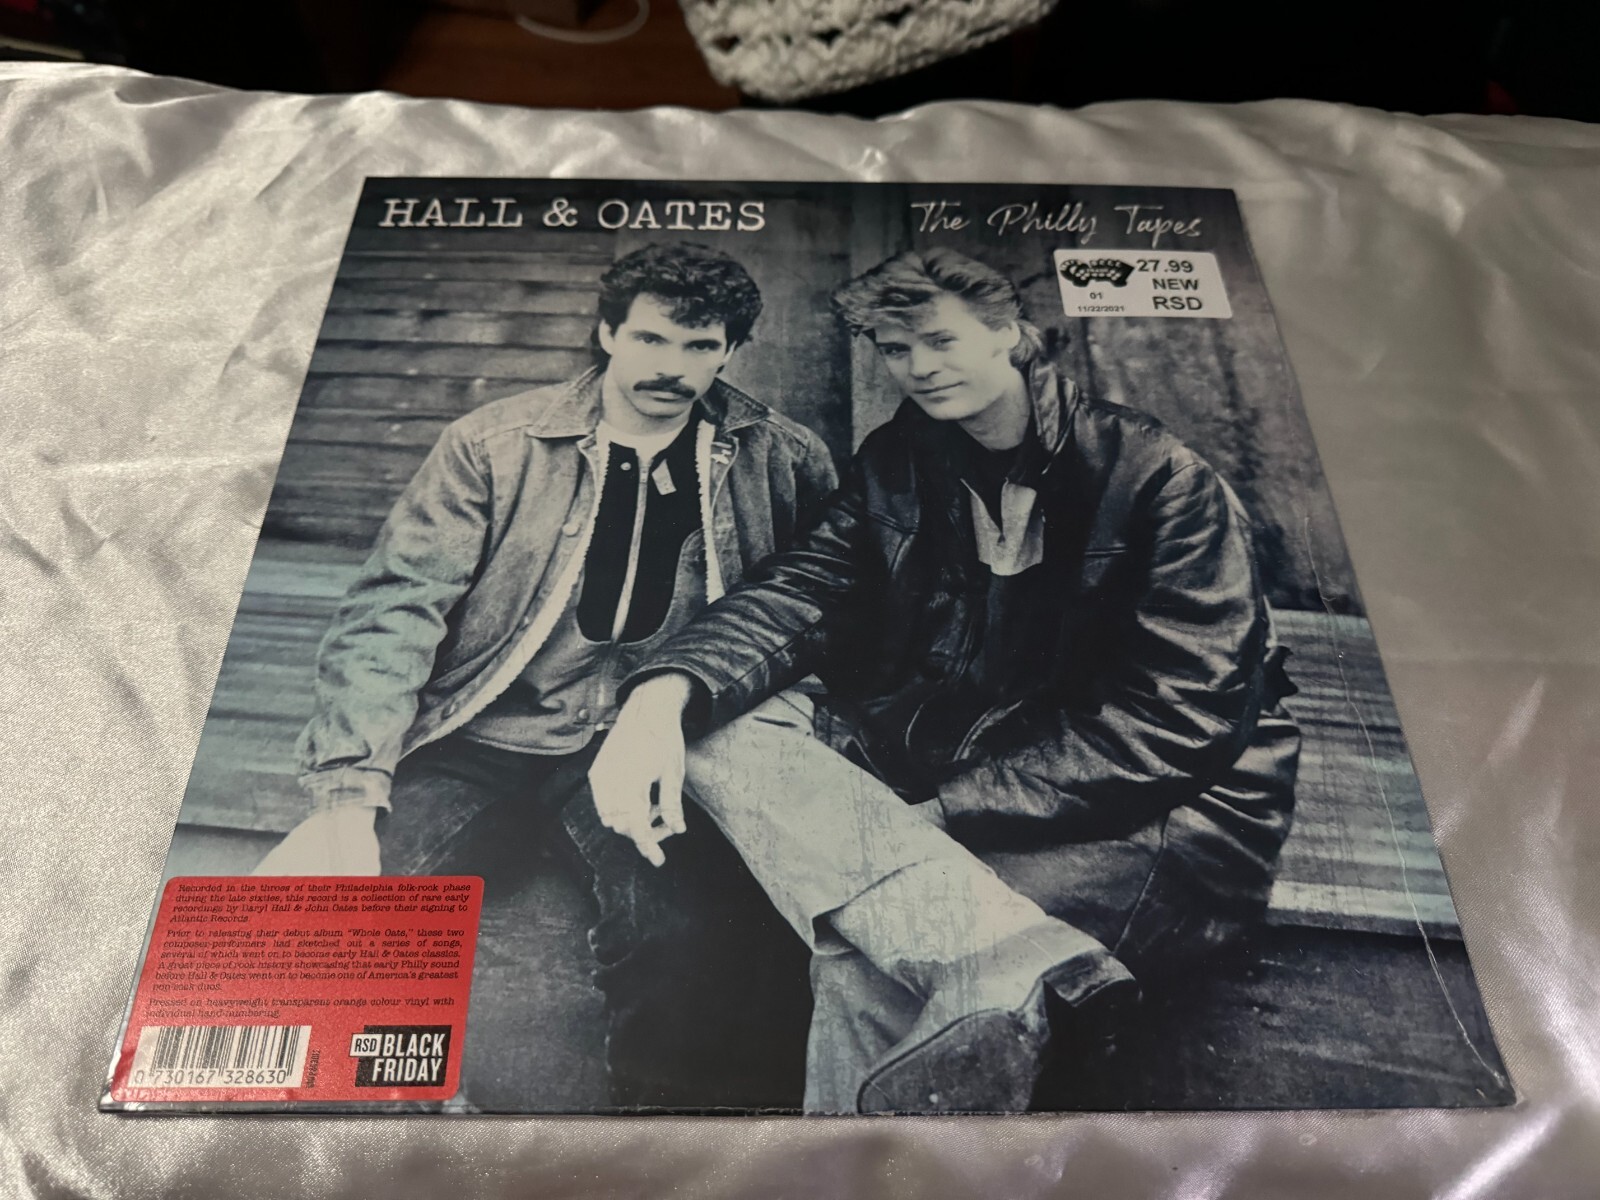 HALL & OATES
The Philly Tapes
27.99
NEW
01
RSD
11/22/2021
Recorded in the throes of their Philadelphia folk-rock phase
during the late sixties, this record is a collection of rare early
recordings by Daryl Hall & John Oates before their signing to
Atlantic Records.
Prior to releasing their debut album "Whole Oats," these two
composer-performers had sketched out a series of songs,
several of which went on to become early Hall & Oates classics.
A great piece of rock history showcasing that early Philly sound
before Hall & Oates went on to become one of America's greatest
pop-rock duos.
Pressed on heavyweight transparent orange colour vinyl with
individual hand-numbering.
RSD BLACK
FRIDAY
0 730167 328630